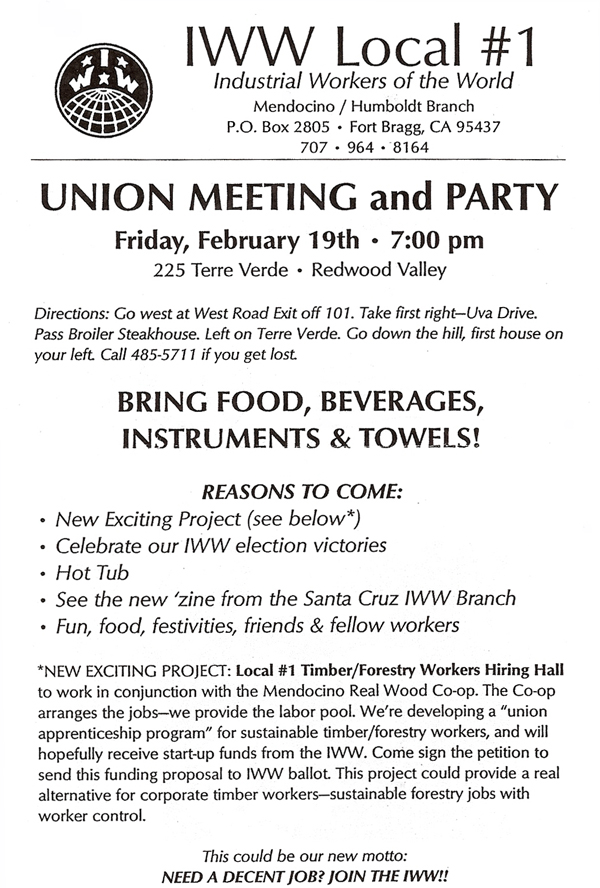 I
W W
IWW Local #1
Industrial Workers of the World
Mendocino / Humboldt Branch
P.O. Box 2805 • Fort Bragg, CA 95437
707 • 964 • 8164
UNION MEETING and PARTY
Friday, February 19th • 7:00 pm
225 Terre Verde • Redwood Valley
Directions: Go west at West Road Exit off 101. Take first right—Uva Drive.
Pass Broiler Steakhouse. Left on Terre Verde. Go down the hill, first house on
your left. Call 485-5711 if you get lost.
BRING FOOD, BEVERAGES,
INSTRUMENTS & TOWELS!
REASONS TO COME:
• New Exciting Project (see below*)
• Celebrate our IWW election victories
• Hot Tub
• See the new ‘zine from the Santa Cruz IWW Branch
• Fun, food, festivities, friends & fellow workers
*NEW EXCITING PROJECT: Local #1 Timber/Forestry Workers Hiring Hall
to work in conjunction with the Mendocino Real Wood Co-op. The Co-op
arranges the jobs—we provide the labor pool. We’re developing a “union
apprenticeship program” for sustainable timber/forestry workers, and will
hopefully receive start-up funds from the IWW. Come sign the petition to
send this funding proposal to IWW ballot. This project could provide a real
alternative for corporate timber workers—sustainable forestry jobs with
worker control.
This could be our new motto:
NEED A DECENT JOB? JOIN THE IWW!!